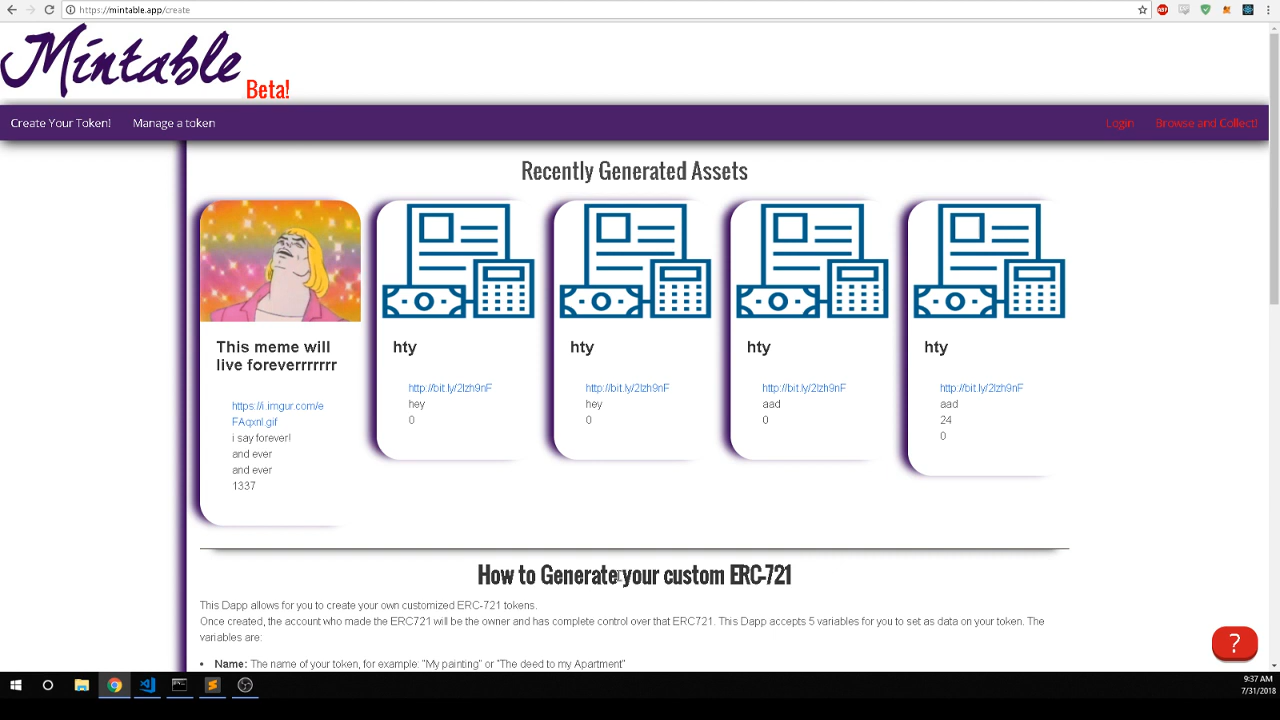 https://mintable.app/create
Mintable Beta!
Create Your Token! Manage a token Login Browse and Collect!
Recently Generated Assets
This meme will
live foreverrrrrrr
https://i.imgur.com/e
FAqxnl.gif
i say forever!
and ever
and ever
1337
hty
http://bit.ly/2lzh9nF
hey
0
hty
http://bit.ly/2lzh9nF
hey
0
hty
http://bit.ly/2lzh9nF
aad
0
hty
http://bit.ly/2lzh9nF
aad
24
0
How to Generate your custom ERC-721
This Dapp allows for you to create your own customized ERC-721 tokens.
Once created, the account who made the ERC721 will be the owner and has complete control over that ERC721. This Dapp accepts 5 variables for you to set as data on your token. The
variables are:
• Name: The name of your token, for example: "My painting" or "The deed to my Apartment"
?
9:37 AM
7/31/2018